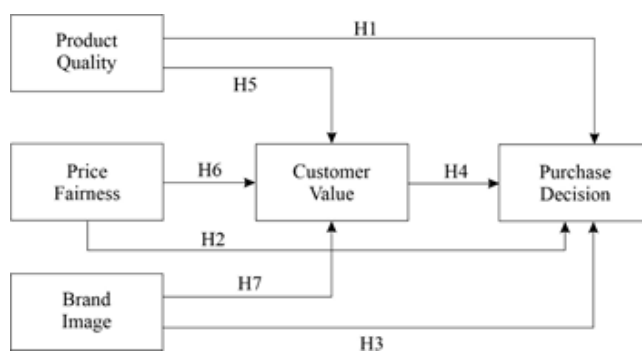 H1
Product
Quality
H5
Price
Fairness
H6
Customer
Value
H4
Purchase
Decision
H2
H7
Brand
Image
H3